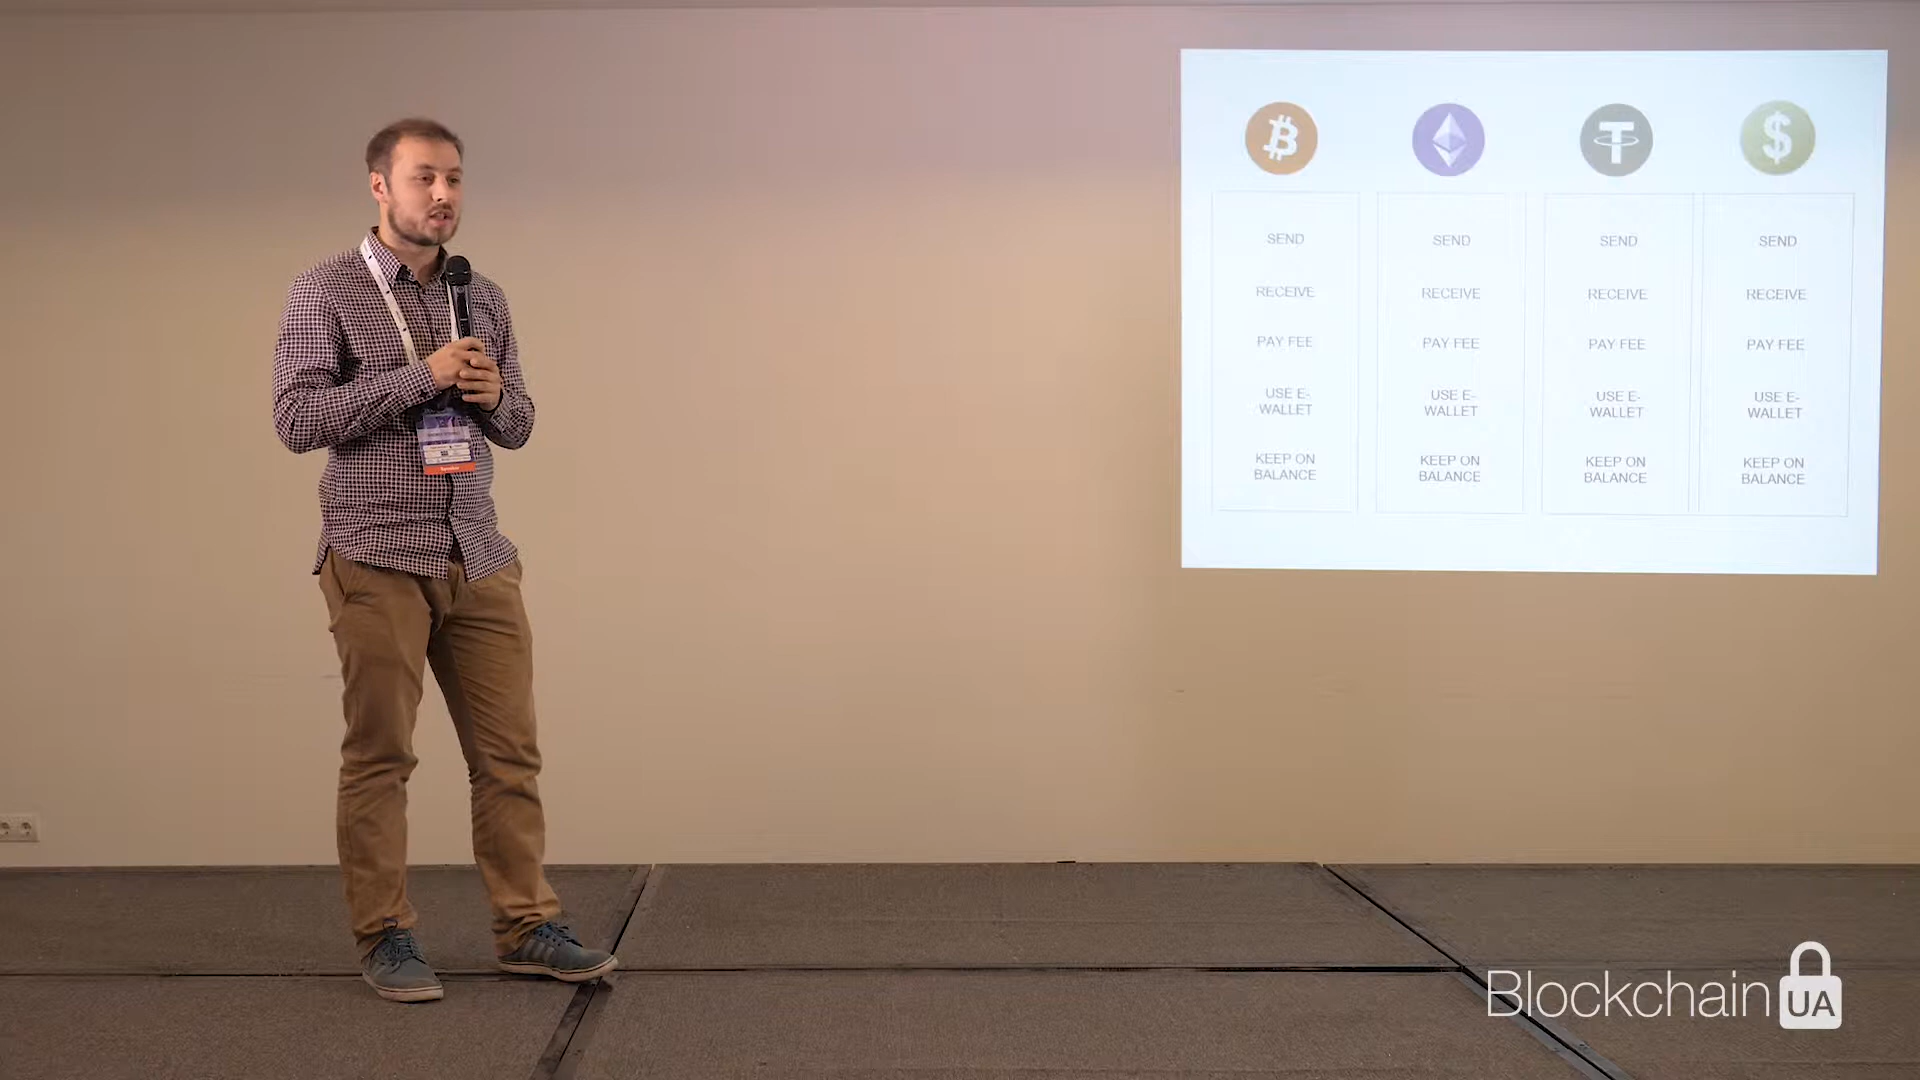 SEND
RECEIVE
PAY FEE
USE E-
WALLET
KEEP ON
BALANCE
SEND
RECEIVE
PAY FEE
USE E-
WALLET
KEEP ON
BALANCE
SEND
RECEIVE
PAY FEE
USE E-
WALLET
KEEP ON
BALANCE
SEND
RECEIVE
PAY FEE
USE E-
WALLET
KEEP ON
BALANCE
Speaker
Blockchain UA